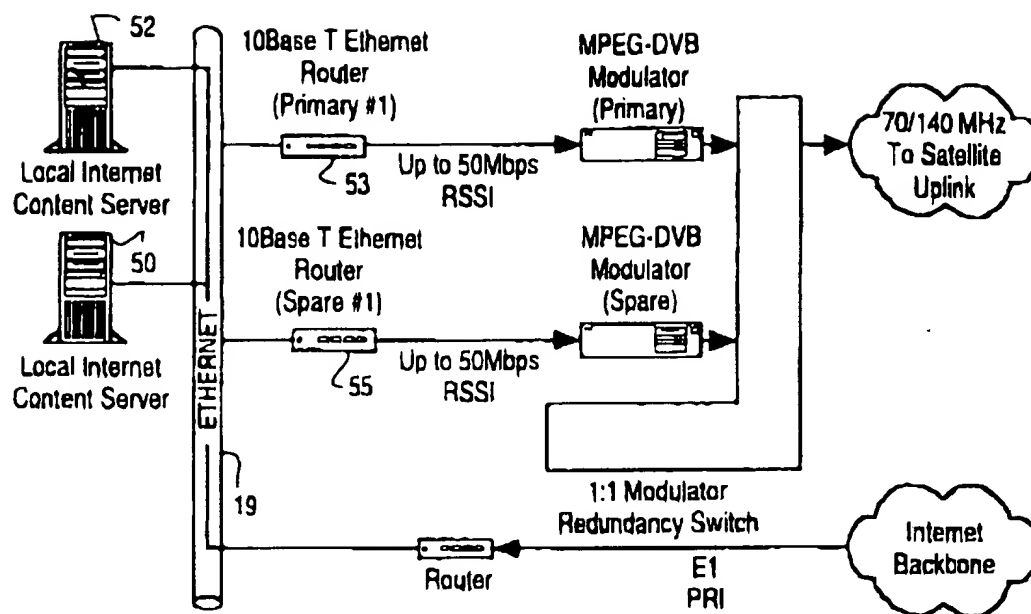 52
Local Internet
Content Server
50
Local Internet
Content Server
ETHERNET
19
10Base T Ethernet
Router
(Primary #1)
53
Up to 50Mbps
RSSI
MPEG-DVB
Modulator
(Primary)
70/140 MHz
To Satellite
Uplink
10Base T Ethernet
Router
(Spare #1)
55
Up to 50Mbps
RSSI
MPEG-DVB
Modulator
(Spare)
1:1 Modulator
Redundancy Switch
Router
E1
PRI
Internet
Backbone